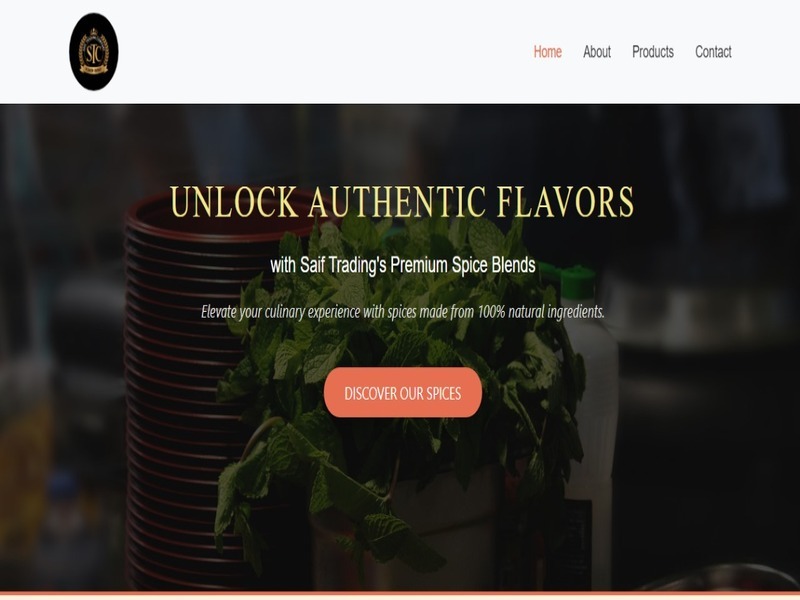 STC
Home
About
Products
Contact
UNLOCK AUTHENTIC FLAVORS
with Saif Trading's Premium Spice Blends
Elevate your culinary experience with spices made from 100% natural ingredients.
DISCOVER OUR SPICES